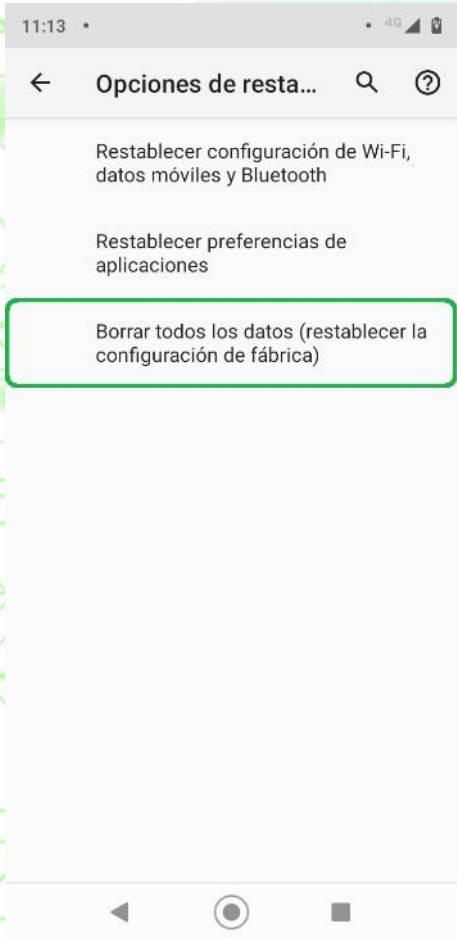 11:13
4G
Opciones de resta...
Restablecer configuración de Wi-Fi,
datos móviles y Bluetooth
Restablecer preferencias de
aplicaciones
Borrar todos los datos (restablecer la
configuración de fábrica)